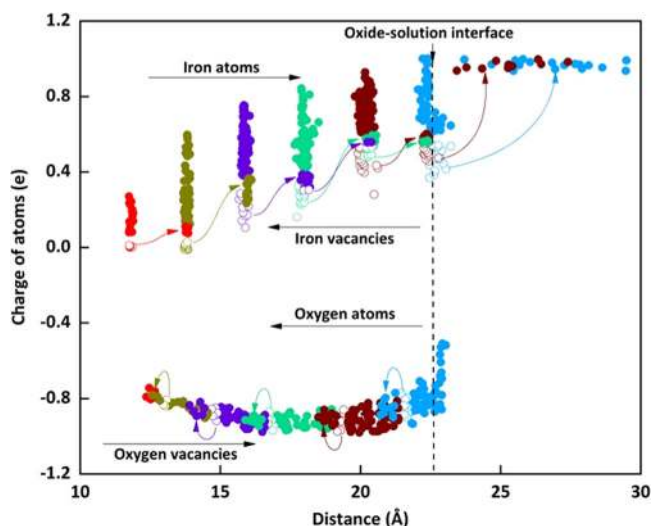 1.2
0.8
0.4
0.0
-0.4
-0.8
-1.2
Charge of atoms (e)
Oxide-solution interface
Iron atoms
Iron vacancies
Oxygen atoms
Oxygen vacancies
10
15
20
25
30
Distance (Å)